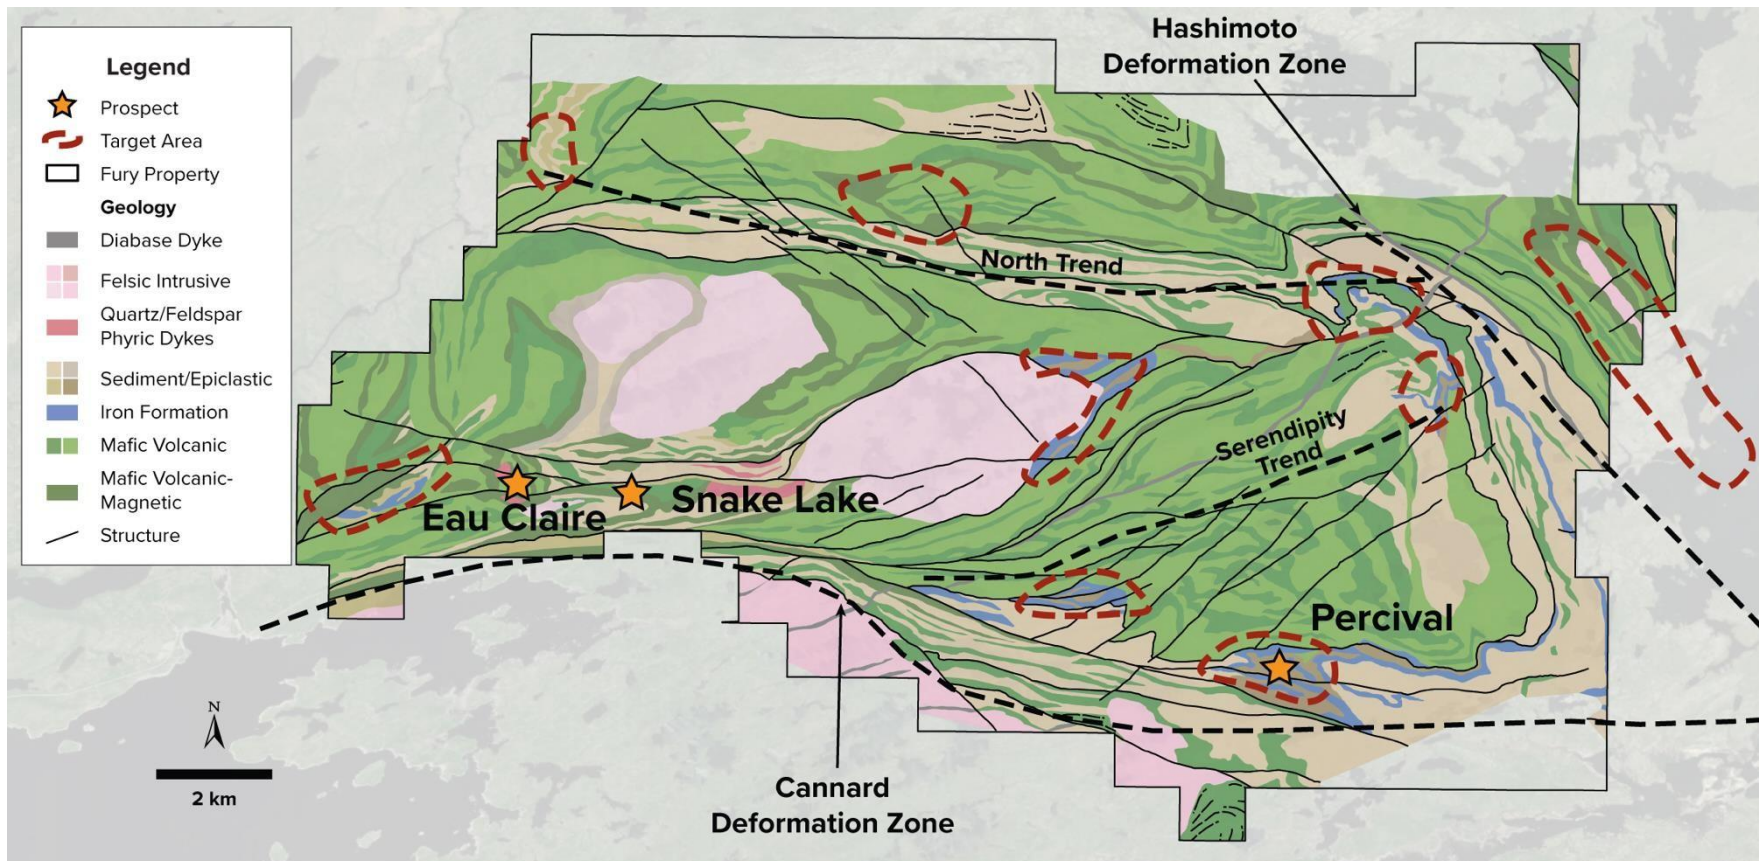 Legend
Prospect
Target Area
Fury Property
Geology
Diabase Dyke
Felsic Intrusive
Quartz/Feldspar
Phyric Dykes
Sediment/Epiclastic
Iron Formation
Mafic Volcanic
Mafic Volcanic-
Magnetic
Structure
Hashimoto
Deformation Zone
North Trend
Serendipity
Trend
Eau Claire
Snake Lake
Percival
Cannard
Deformation Zone
N
2 km